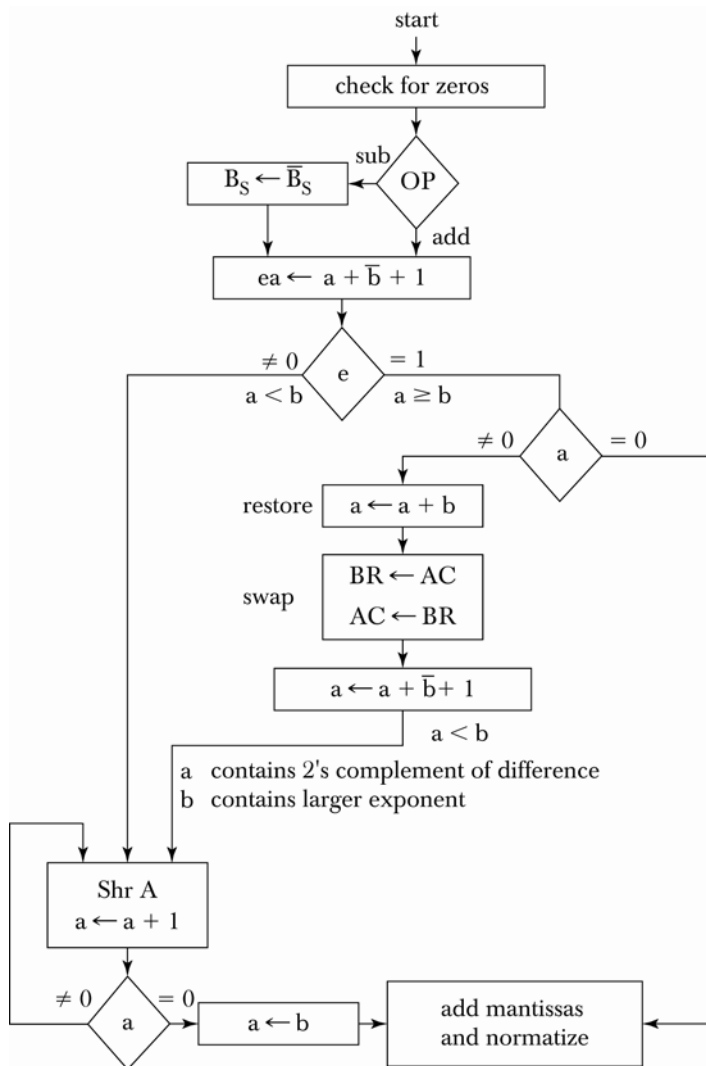 start
check for zeros
sub
OP
B_S ← B̅_S
add
ea ← a + b̅ + 1
≠ 0
= 1
e
a < b
a ≥ b
≠ 0
= 0
a
restore
a ← a + b
swap
BR ← AC
AC ← BR
a ← a + b̅ + 1
a < b
a contains 2's complement of difference
b contains larger exponent
Shr A
a ← a + 1
≠ 0
= 0
a
a ← b
add mantissas
and normatize